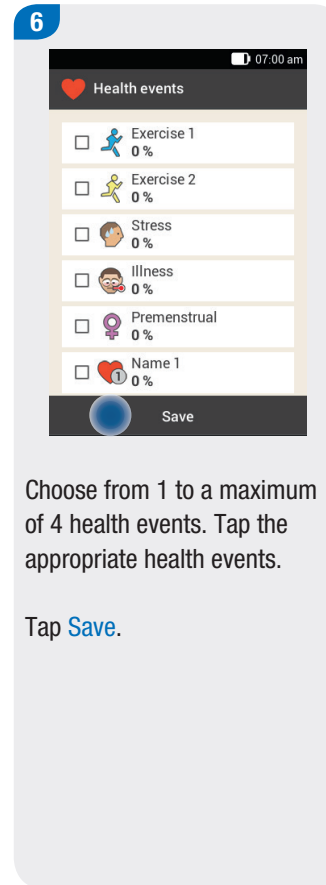 6
07:00 am
Health events
Exercise 1
0 %
Exercise 2
0 %
Stress
0 %
Illness
0 %
Premenstrual
0 %
Name 1
1
0 %
Save
Choose from 1 to a maximum
of 4 health events. Tap the
appropriate health events.
Tap Save.